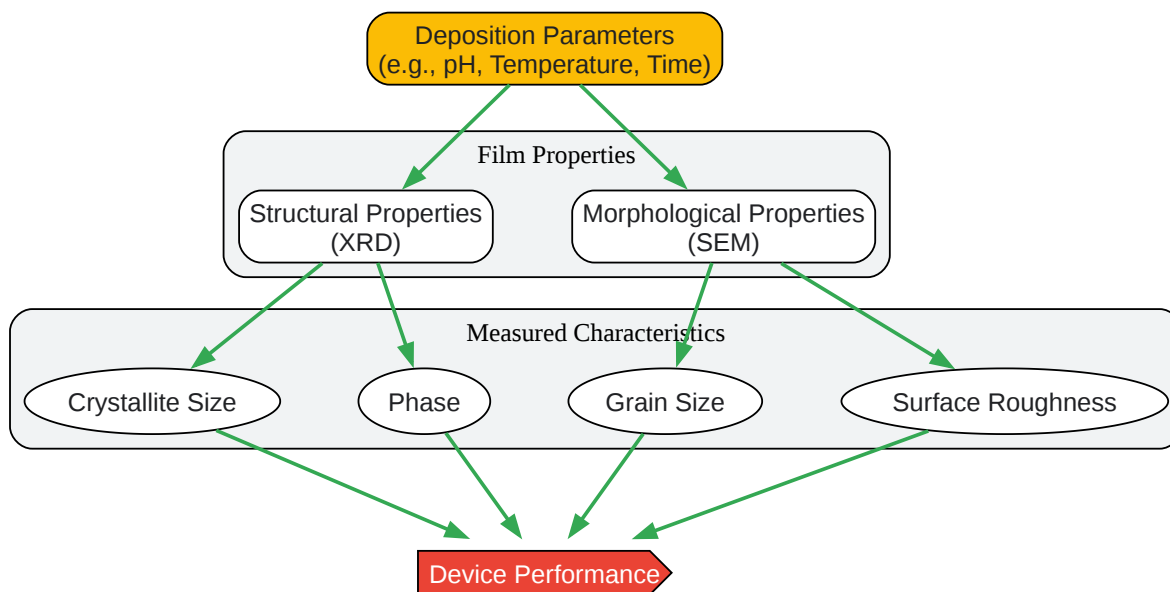 Deposition Parameters
(e.g., pH, Temperature, Time)
Film Properties
Structural Properties
(XRD)
Morphological Properties
(SEM)
Measured Characteristics
Crystallite Size
Phase
Grain Size
Surface Roughness
Device Performance